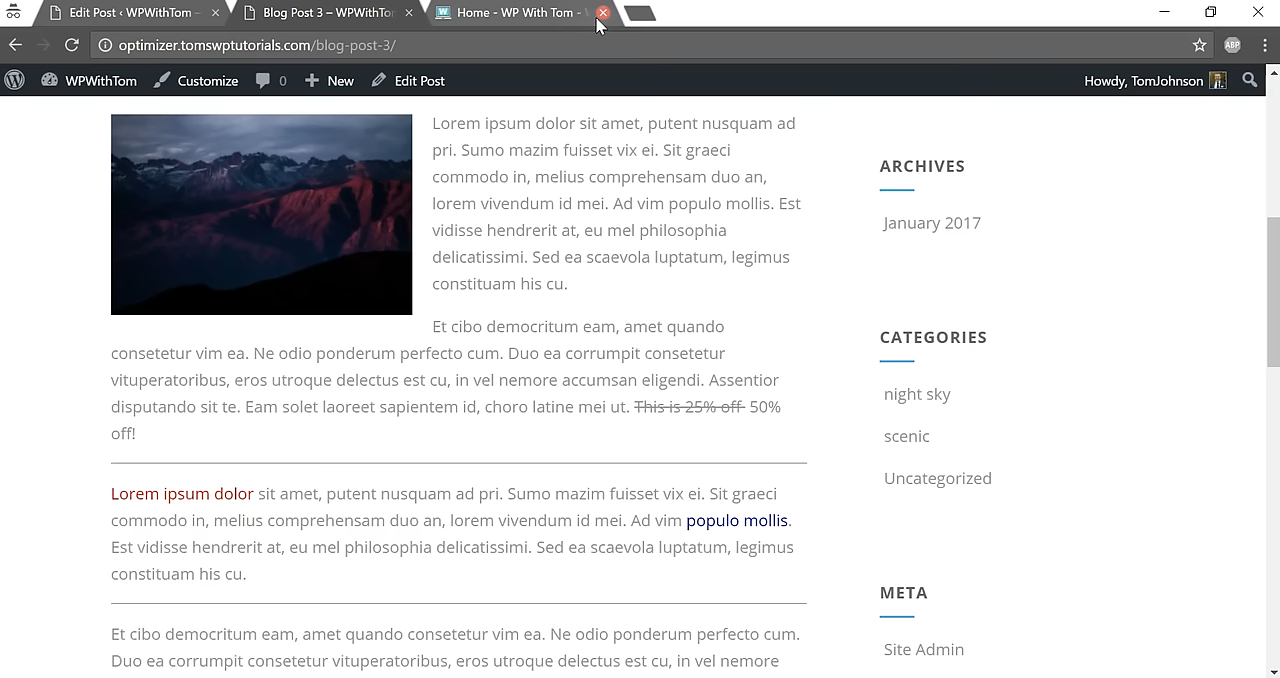 Edit Post ‹ WPWithTom –
Blog Post 3 – WPWithTom
Home - WP With Tom -
optimizer.tomswptutorials.com/blog-post-3/
ABP
WPWithTom
Customize
0
New
Edit Post
Howdy, TomJohnson
Lorem ipsum dolor sit amet, putent nusquam ad
pri. Sumo mazim fuisset vix ei. Sit graeci
commodo in, melius comprehensam duo an,
lorem vivendum id mei. Ad vim populo mollis. Est
vidisse hendrerit at, eu mel philosophia
delicatissimi. Sed ea scaevola luptatum, legimus
constituam his cu.
Et cibo democritum eam, amet quando
consetetur vim ea. Ne odio ponderum perfecto cum. Duo ea corrumpit consetetur
vituperatoribus, eros utroque delectus est cu, in vel nemore accumsan eligendi. Assentior
disputando sit te. Eam solet laoreet sapientem id, choro latine mei ut. This is 25% off 50%
off!
Lorem ipsum dolor sit amet, putent nusquam ad pri. Sumo mazim fuisset vix ei. Sit graeci
commodo in, melius comprehensam duo an, lorem vivendum id mei. Ad vim populo mollis.
Est vidisse hendrerit at, eu mel philosophia delicatissimi. Sed ea scaevola luptatum, legimus
constituam his cu.
Et cibo democritum eam, amet quando consetetur vim ea. Ne odio ponderum perfecto cum.
Duo ea corrumpit consetetur vituperatoribus, eros utroque delectus est cu, in vel nemore
ARCHIVES
January 2017
CATEGORIES
night sky
scenic
Uncategorized
META
Site Admin